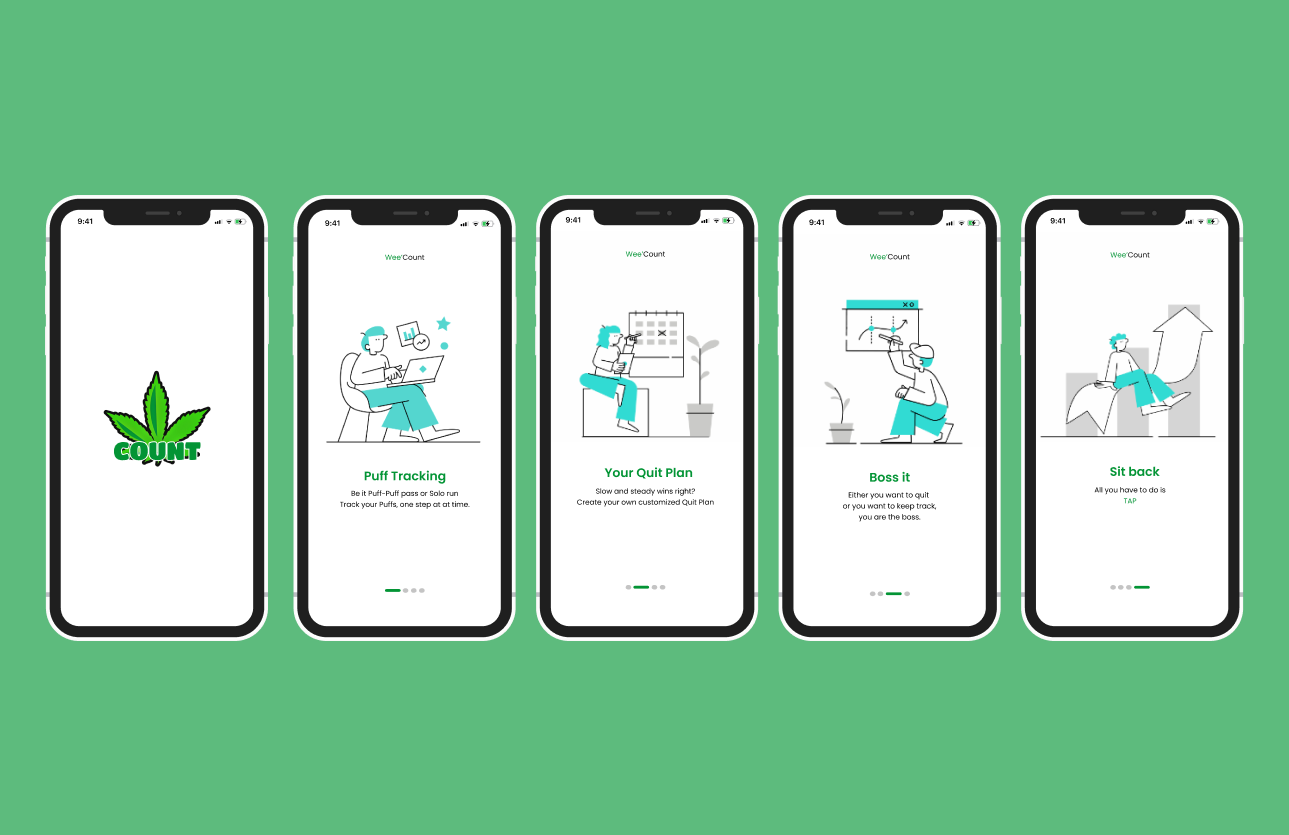 9:41
COUNT
9:41
Wee'Count
Puff Tracking
Be it Puff-Puff pass or Solo run
Track your Puffs, one step at at time.
9:41
Wee'Count
Your Quit Plan
Slow and steady wins right?
Create your own customized Quit Plan
9:41
Wee'Count
Boss it
Either you want to quit
or you want to keep track,
you are the boss.
9:41
Wee'Count
Sit back
All you have to do is
TAP